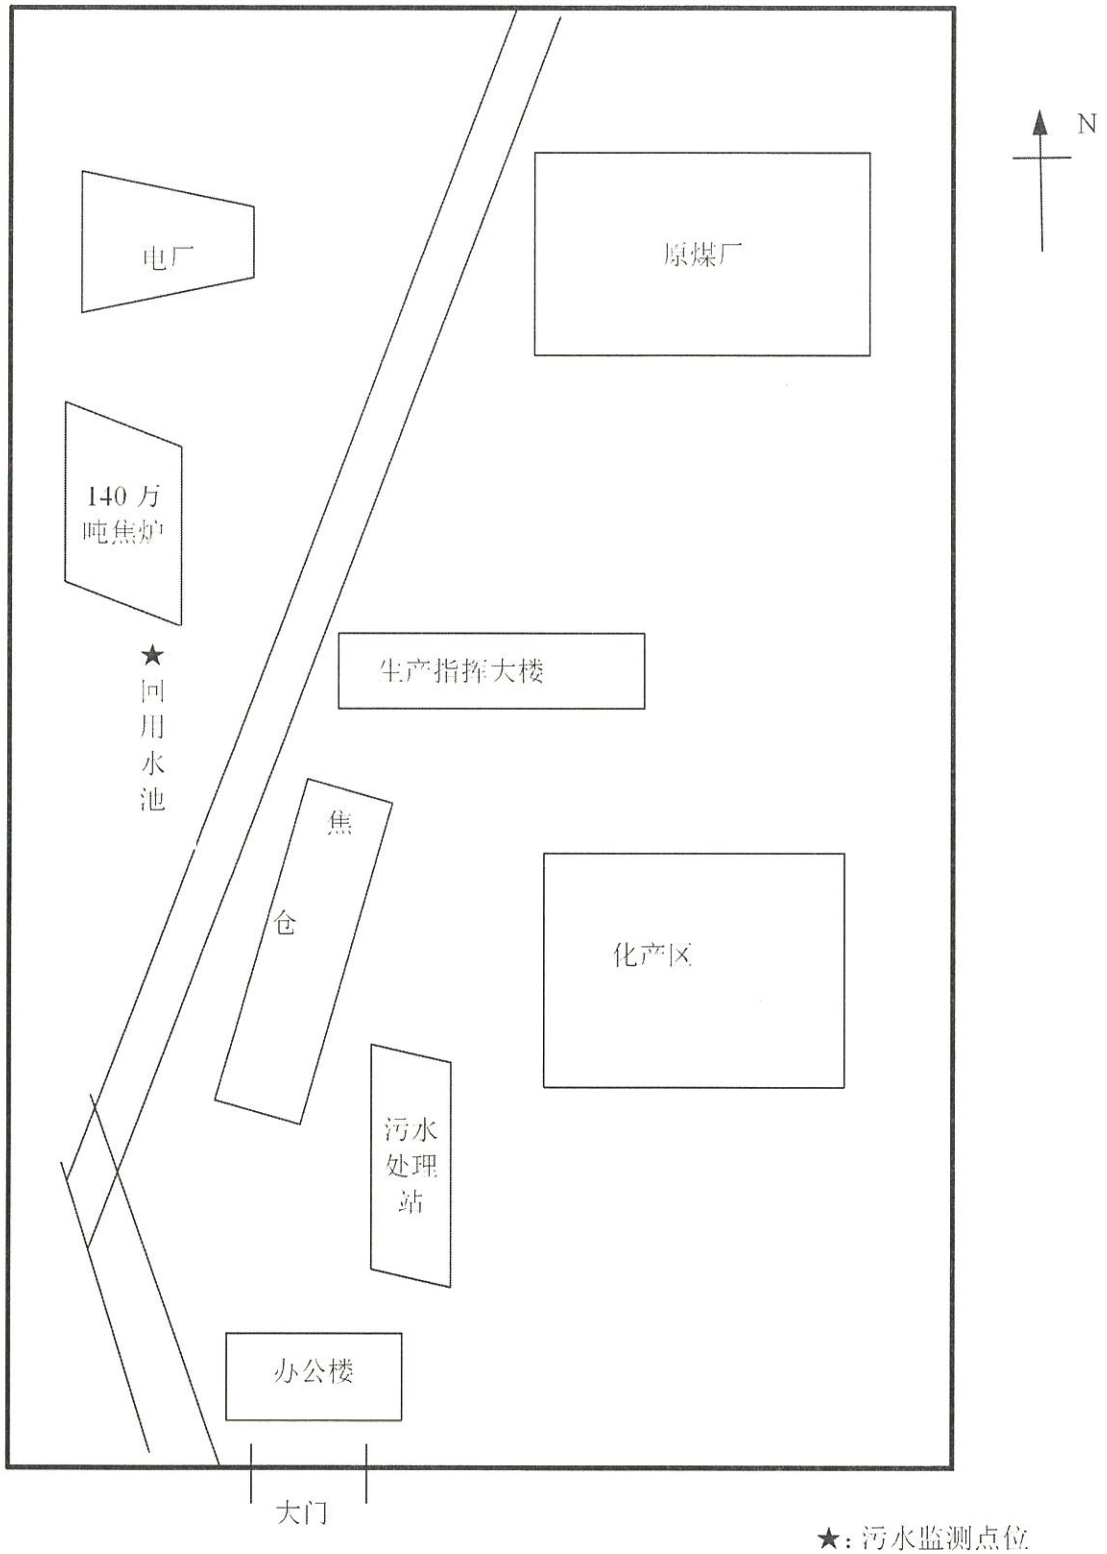 N
电厂
原煤厂
140 万
吨焦炉
生产指挥大楼
★
回
用
水
池
焦
仓
化产区
污水
处理
站
办公楼
大门
★: 污水监测点位